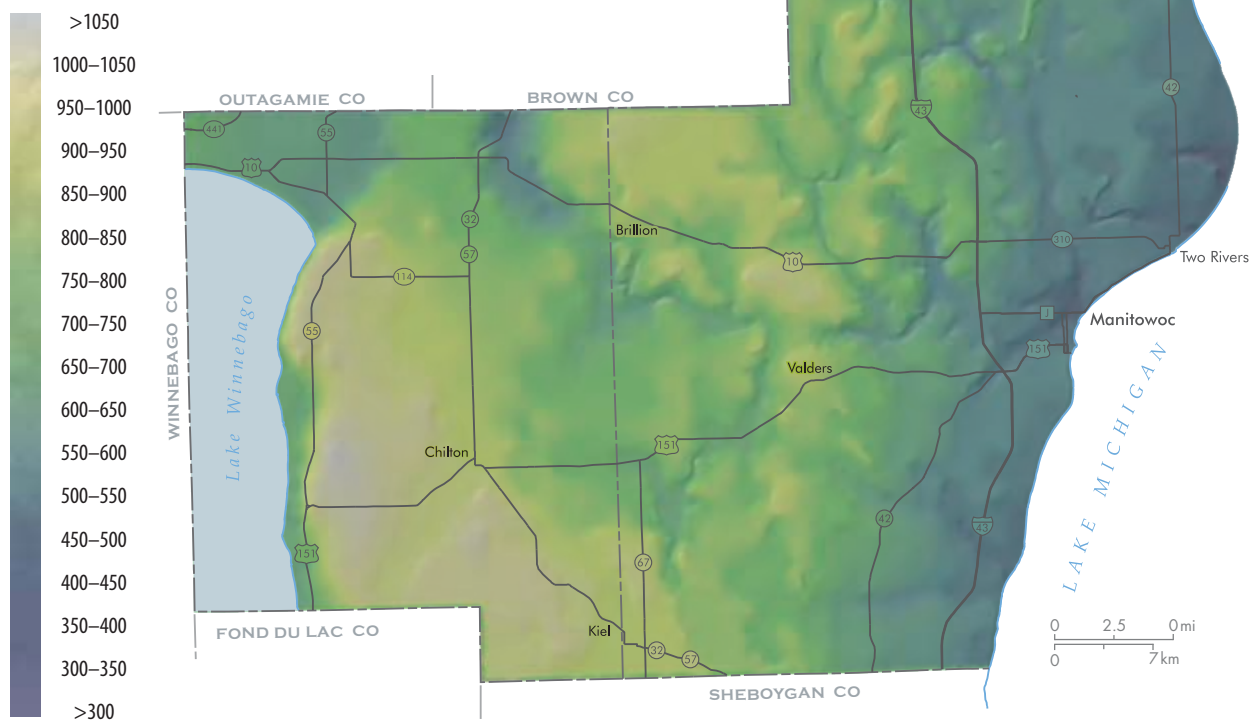 >1050
1000–1050
950–1000
900–950
850–900
800–850
750–800
700–750
650–700
600–650
550–600
500–550
450–500
400–450
350–400
300–350
>300
OUTAGAMIE CO
BROWN CO
WINNEBAGO CO
FOND DU LAC CO
SHEBOYGAN CO
Lake Winnebago
LAKE MICHIGAN
441
55
10
32
57
114
55
151
43
42
310
10
J
151
151
67
42
43
32
57
Brillion
Two Rivers
Manitowoc
Valders
Chilton
Kiel
0 2.5 0 mi
0 7 km